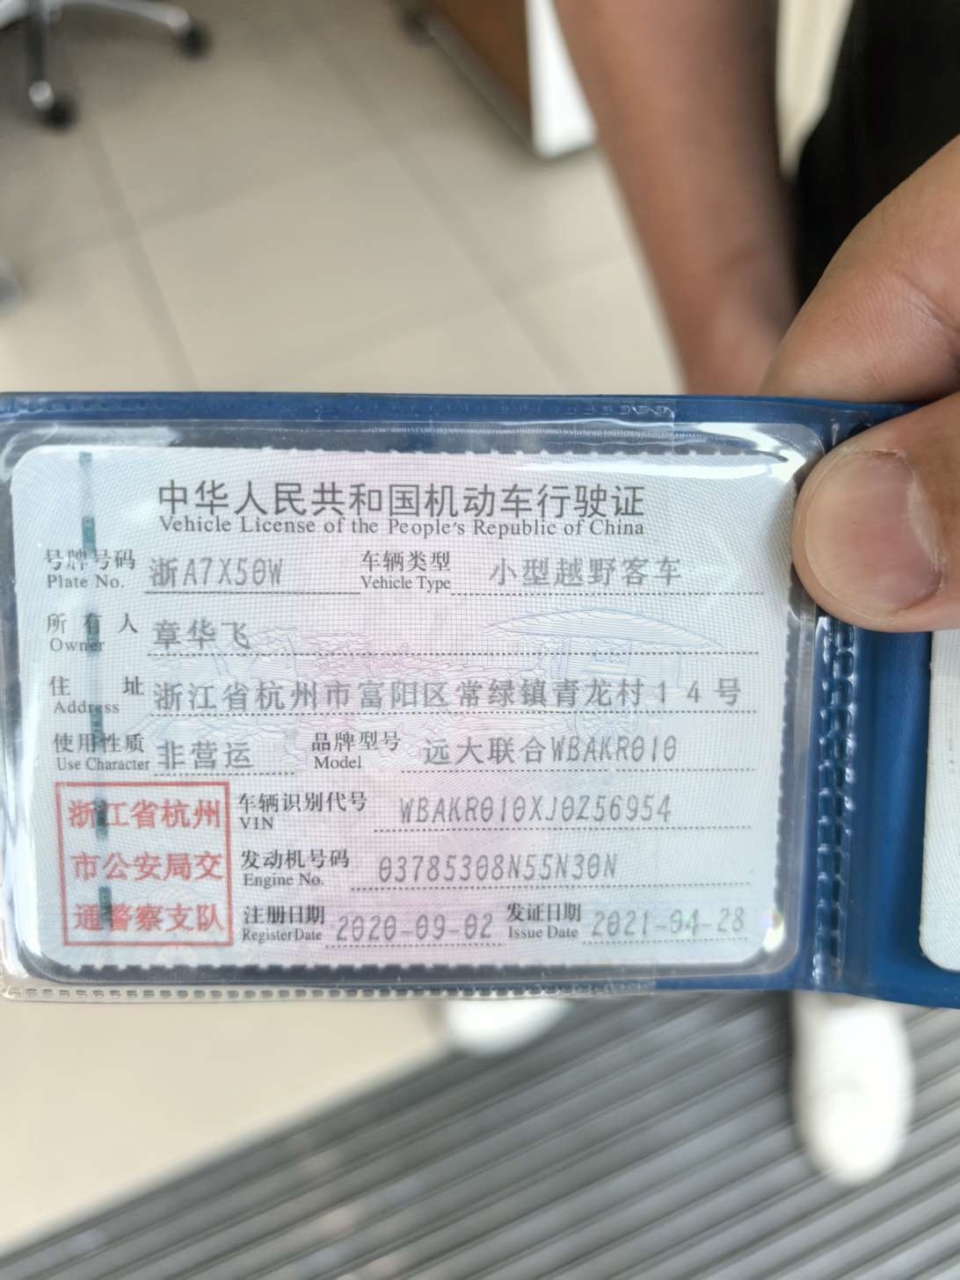 中华人民共和国机动车行驶证
Vehicle License of the People's Republic of China
号牌号码 浙A7X50W 车辆类型 小型越野客车
Plate No. Vehicle Type
所有人 章华飞
Owner
住址 浙江省杭州市富阳区常绿镇青龙村14号
Address
使用性质 非营运 品牌型号 远大联合WBAKR010
Use Character Model
浙江省杭州 车辆识别代号 WBAKR010XJ0Z56954
VIN
市公安局交 发动机号码 03785308N55N30N
Engine No.
通警察支队 注册日期 2020-09-02 发证日期 2021-04-28
Register Date Issue Date